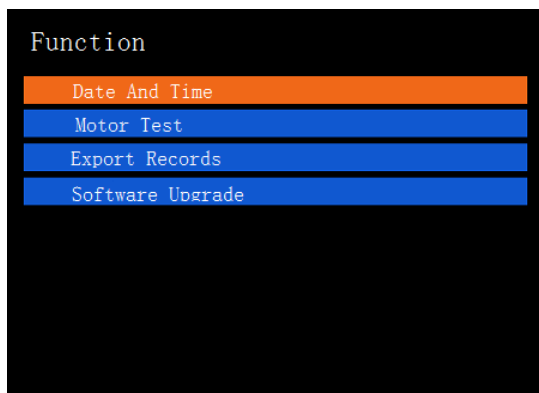 Function
Date And Time
Motor Test
Export Records
Software Upgrade